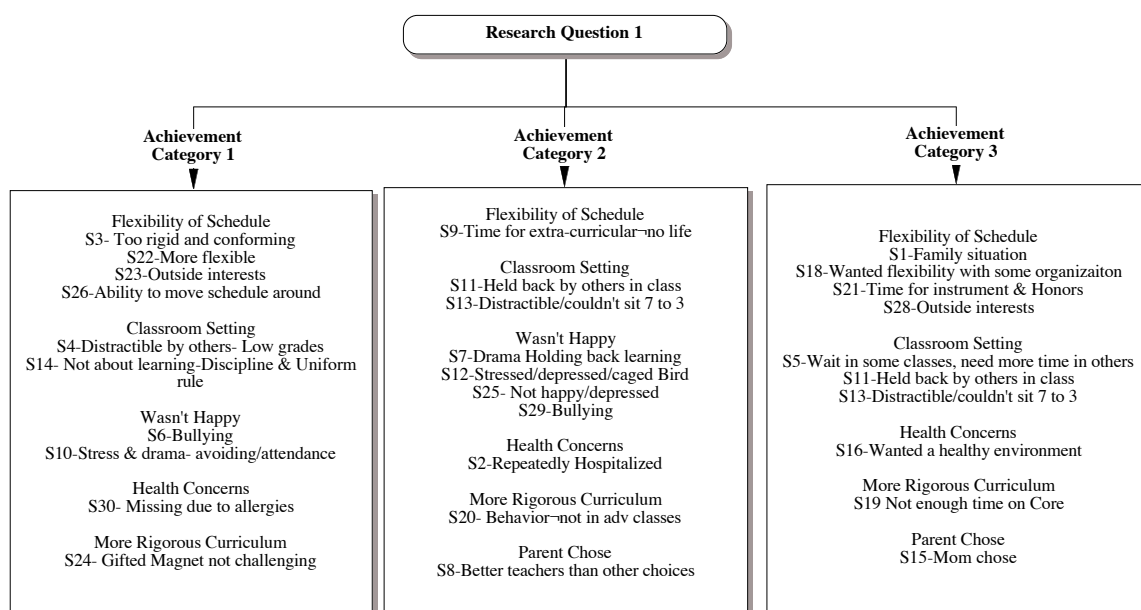 Research Question 1
Achievement
Category 1
Flexibility of Schedule
S3- Too rigid and conforming
S22-More flexible
S23-Outside interests
S26-Ability to move schedule around
Classroom Setting
S4-Distractible by others- Low grades
S14- Not about learning-Discipline & Uniform
rule
Wasn't Happy
S6-Bullying
S10-Stress & drama- avoiding/attendance
Health Concerns
S30- Missing due to allergies
More Rigorous Curriculum
S24- Gifted Magnet not challenging
Achievement
Category 2
Flexibility of Schedule
S9-Time for extra-curricular¬no life
Classroom Setting
S11-Held back by others in class
S13-Distractible/couldn't sit 7 to 3
Wasn't Happy
S7-Drama Holding back learning
S12-Stressed/depressed/caged Bird
S25- Not happy/depressed
S29-Bullying
Health Concerns
S2-Repeatedly Hospitalized
More Rigorous Curriculum
S20- Behavior¬not in adv classes
Parent Chose
S8-Better teachers than other choices
Achievement
Category 3
Flexibility of Schedule
S1-Family situation
S18-Wanted flexibility with some organizaiton
S21-Time for instrument & Honors
S28-Outside interests
Classroom Setting
S5-Wait in some classes, need more time in others
S11-Held back by others in class
S13-Distractible/couldn't sit 7 to 3
Health Concerns
S16-Wanted a healthy environment
More Rigorous Curriculum
S19 Not enough time on Core
Parent Chose
S15-Mom chose